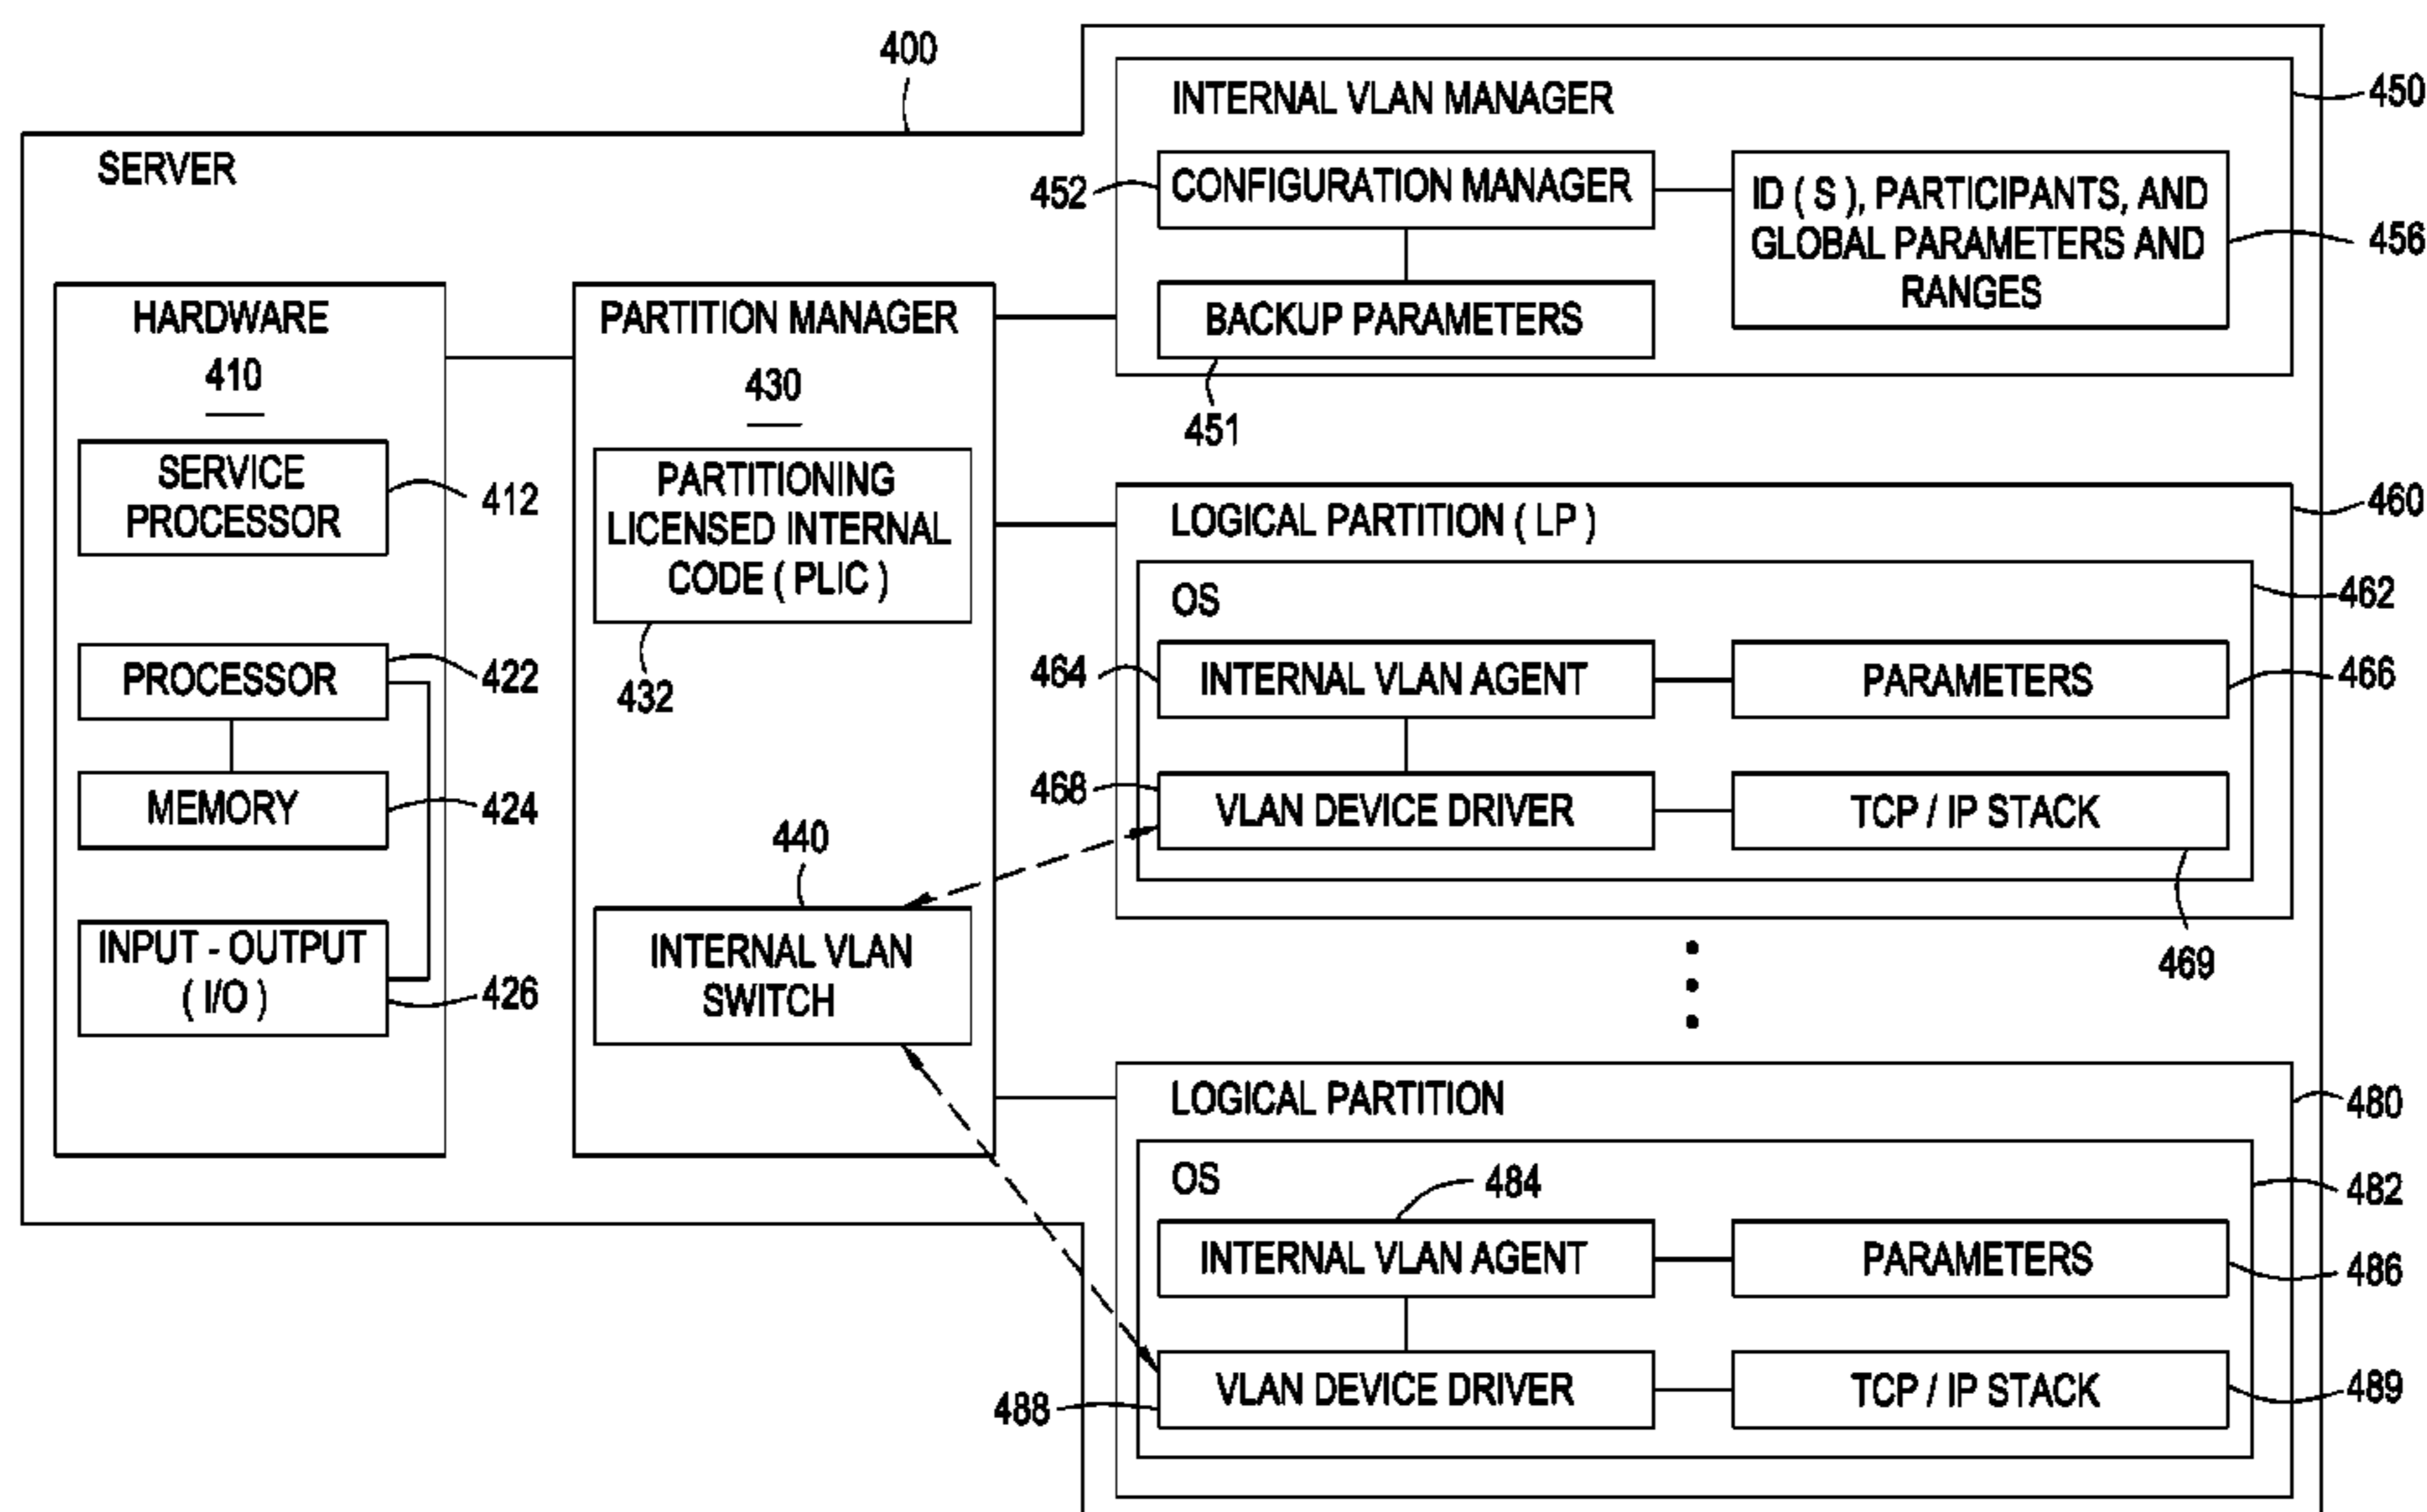 400
SERVER
HARDWARE
410
SERVICE
PROCESSOR
412
PROCESSOR
422
MEMORY
424
INPUT - OUTPUT
( I/O )
426
PARTITION MANAGER
430
PARTITIONING
LICENSED INTERNAL
CODE ( PLIC )
432
440
INTERNAL VLAN
SWITCH
INTERNAL VLAN MANAGER
450
452
CONFIGURATION MANAGER
ID ( S ), PARTICIPANTS, AND
GLOBAL PARAMETERS AND
RANGES
456
BACKUP PARAMETERS
451
LOGICAL PARTITION ( LP )
460
OS
462
464
INTERNAL VLAN AGENT
PARAMETERS
466
468
VLAN DEVICE DRIVER
TCP / IP STACK
469
LOGICAL PARTITION
480
OS
482
484
INTERNAL VLAN AGENT
PARAMETERS
486
488
VLAN DEVICE DRIVER
TCP / IP STACK
489